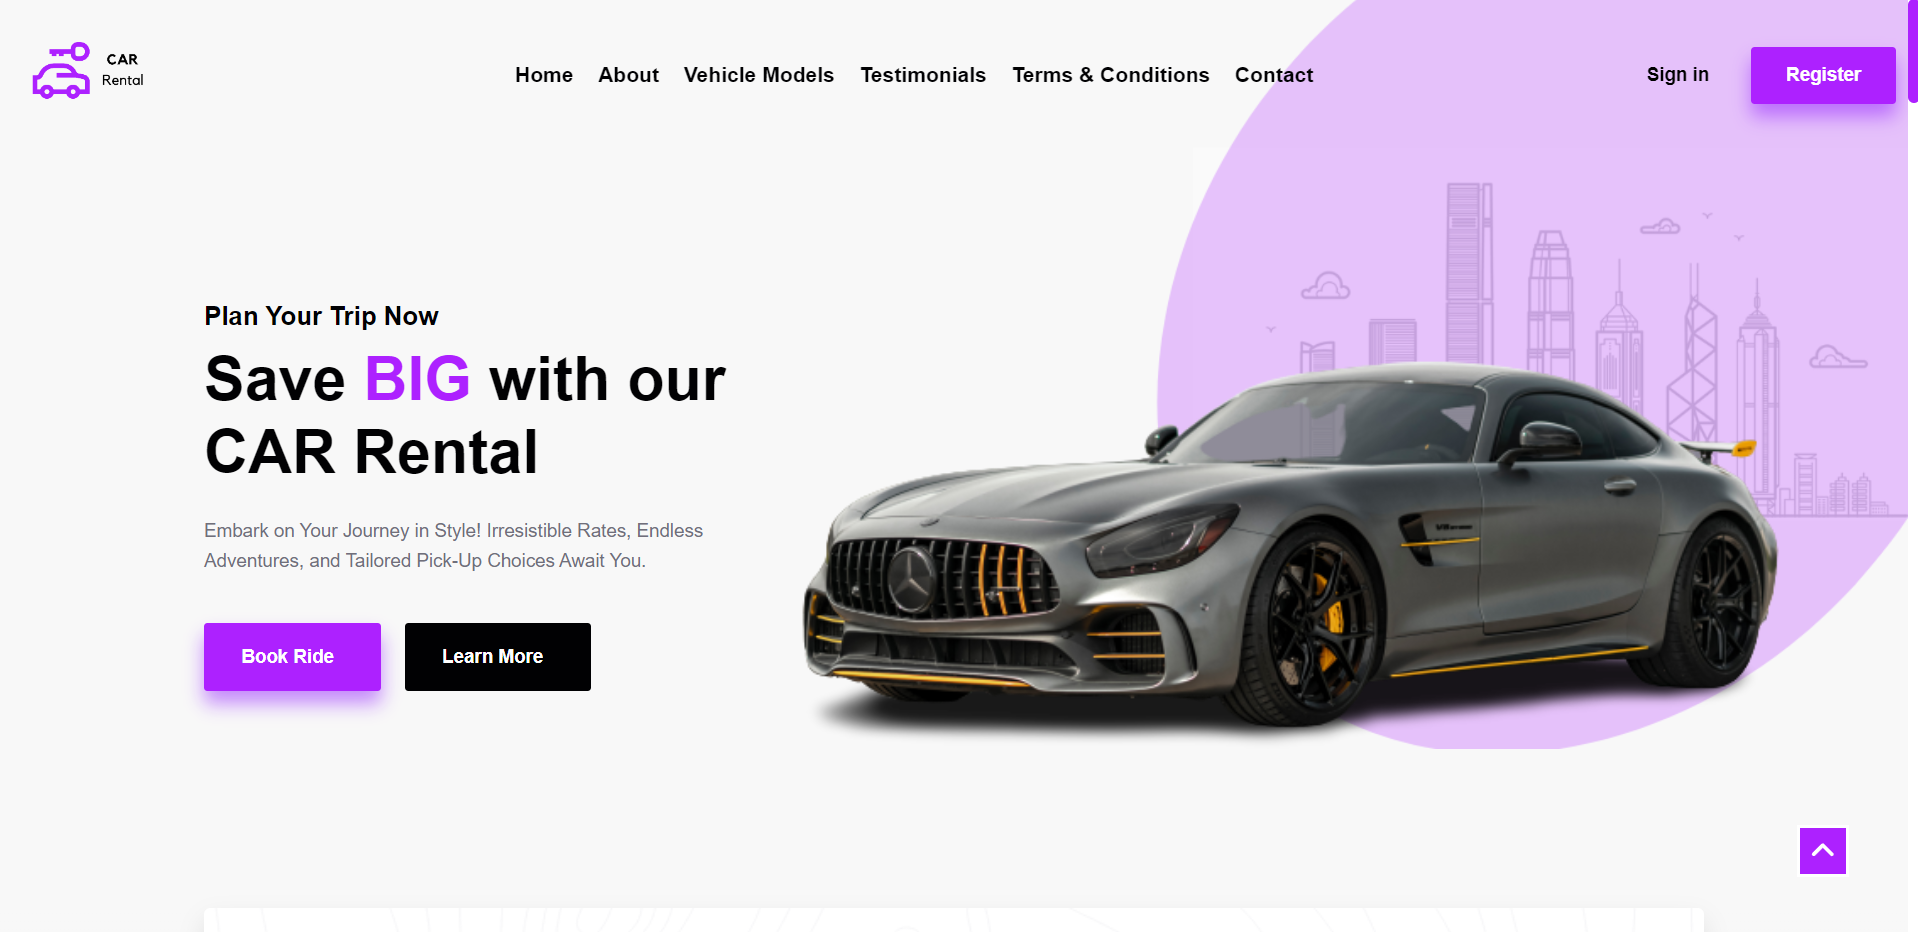 CAR
Rental
Home About Vehicle Models Testimonials Terms & Conditions Contact
Sign in
Register
Plan Your Trip Now
Save BIG with our
CAR Rental
Embark on Your Journey in Style! Irresistible Rates, Endless
Adventures, and Tailored Pick-Up Choices Await You.
Book Ride
Learn More